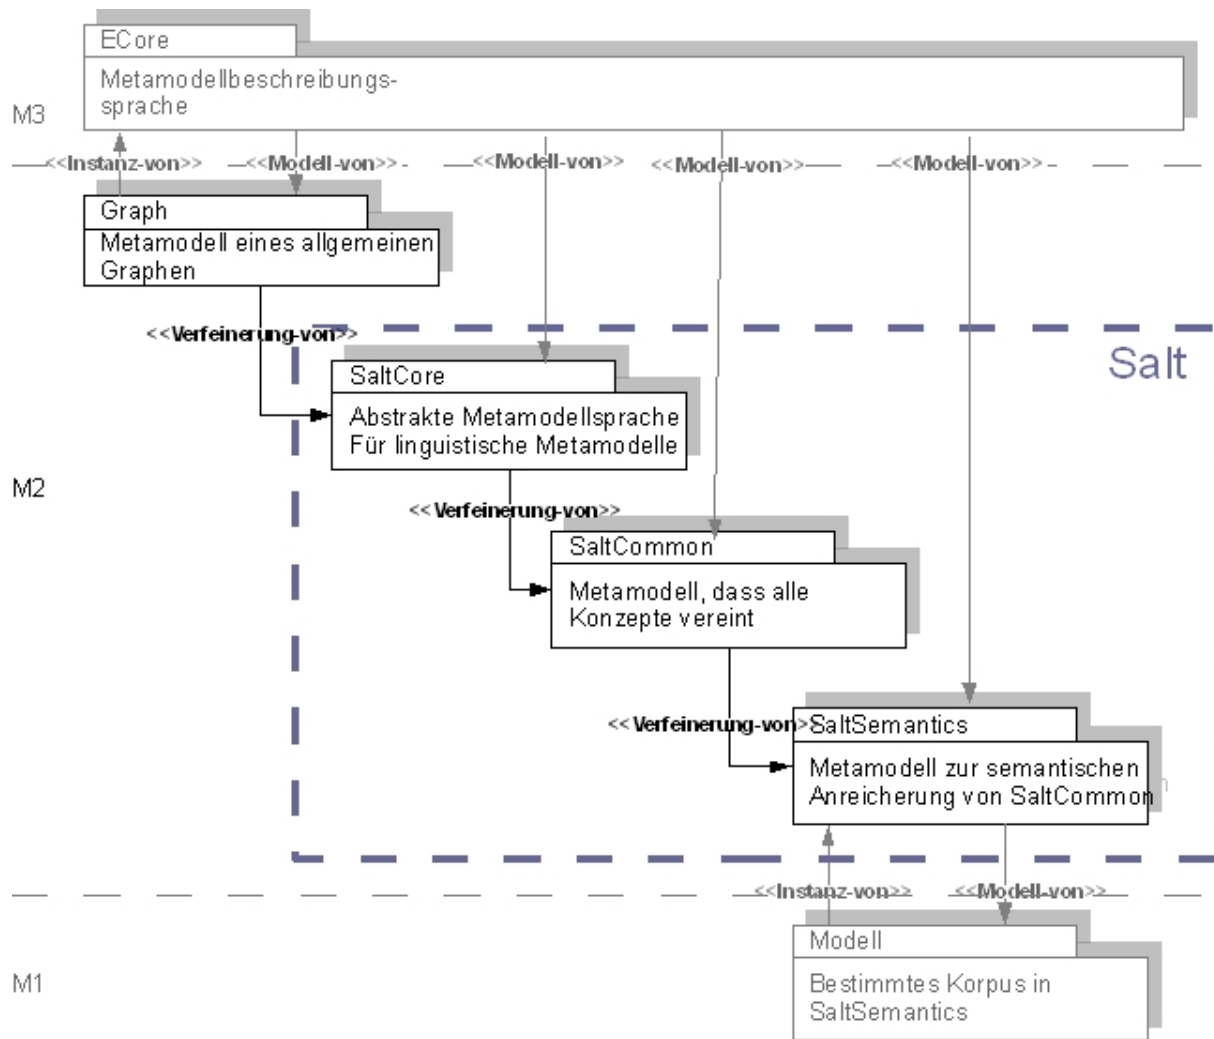 ECore
Metamodellbeschreibungs-
sprache
M3
<<Instanz-von>>
<<Modell-von>>
<<Modell-von>>
<<Modell-von>>
<<Modell-von>>
Graph
Metamodell eines allgemeinen
Graphen
<<Verfeinerung-von>>
Salt
SaltCore
Abstrakte Metamodellsprache
Für linguistische Metamodelle
M2
<<Verfeinerung-von>>
SaltCommon
Metamodell, dass alle
Konzepte vereint
<<Verfeinerung-von>>
SaltSemantics
Metamodell zur semantischen
Anreicherung von SaltCommon
<<Instanz-von>>
<<Modell-von>>
Modell
M1
Bestimmtes Korpus in
SaltSemantics